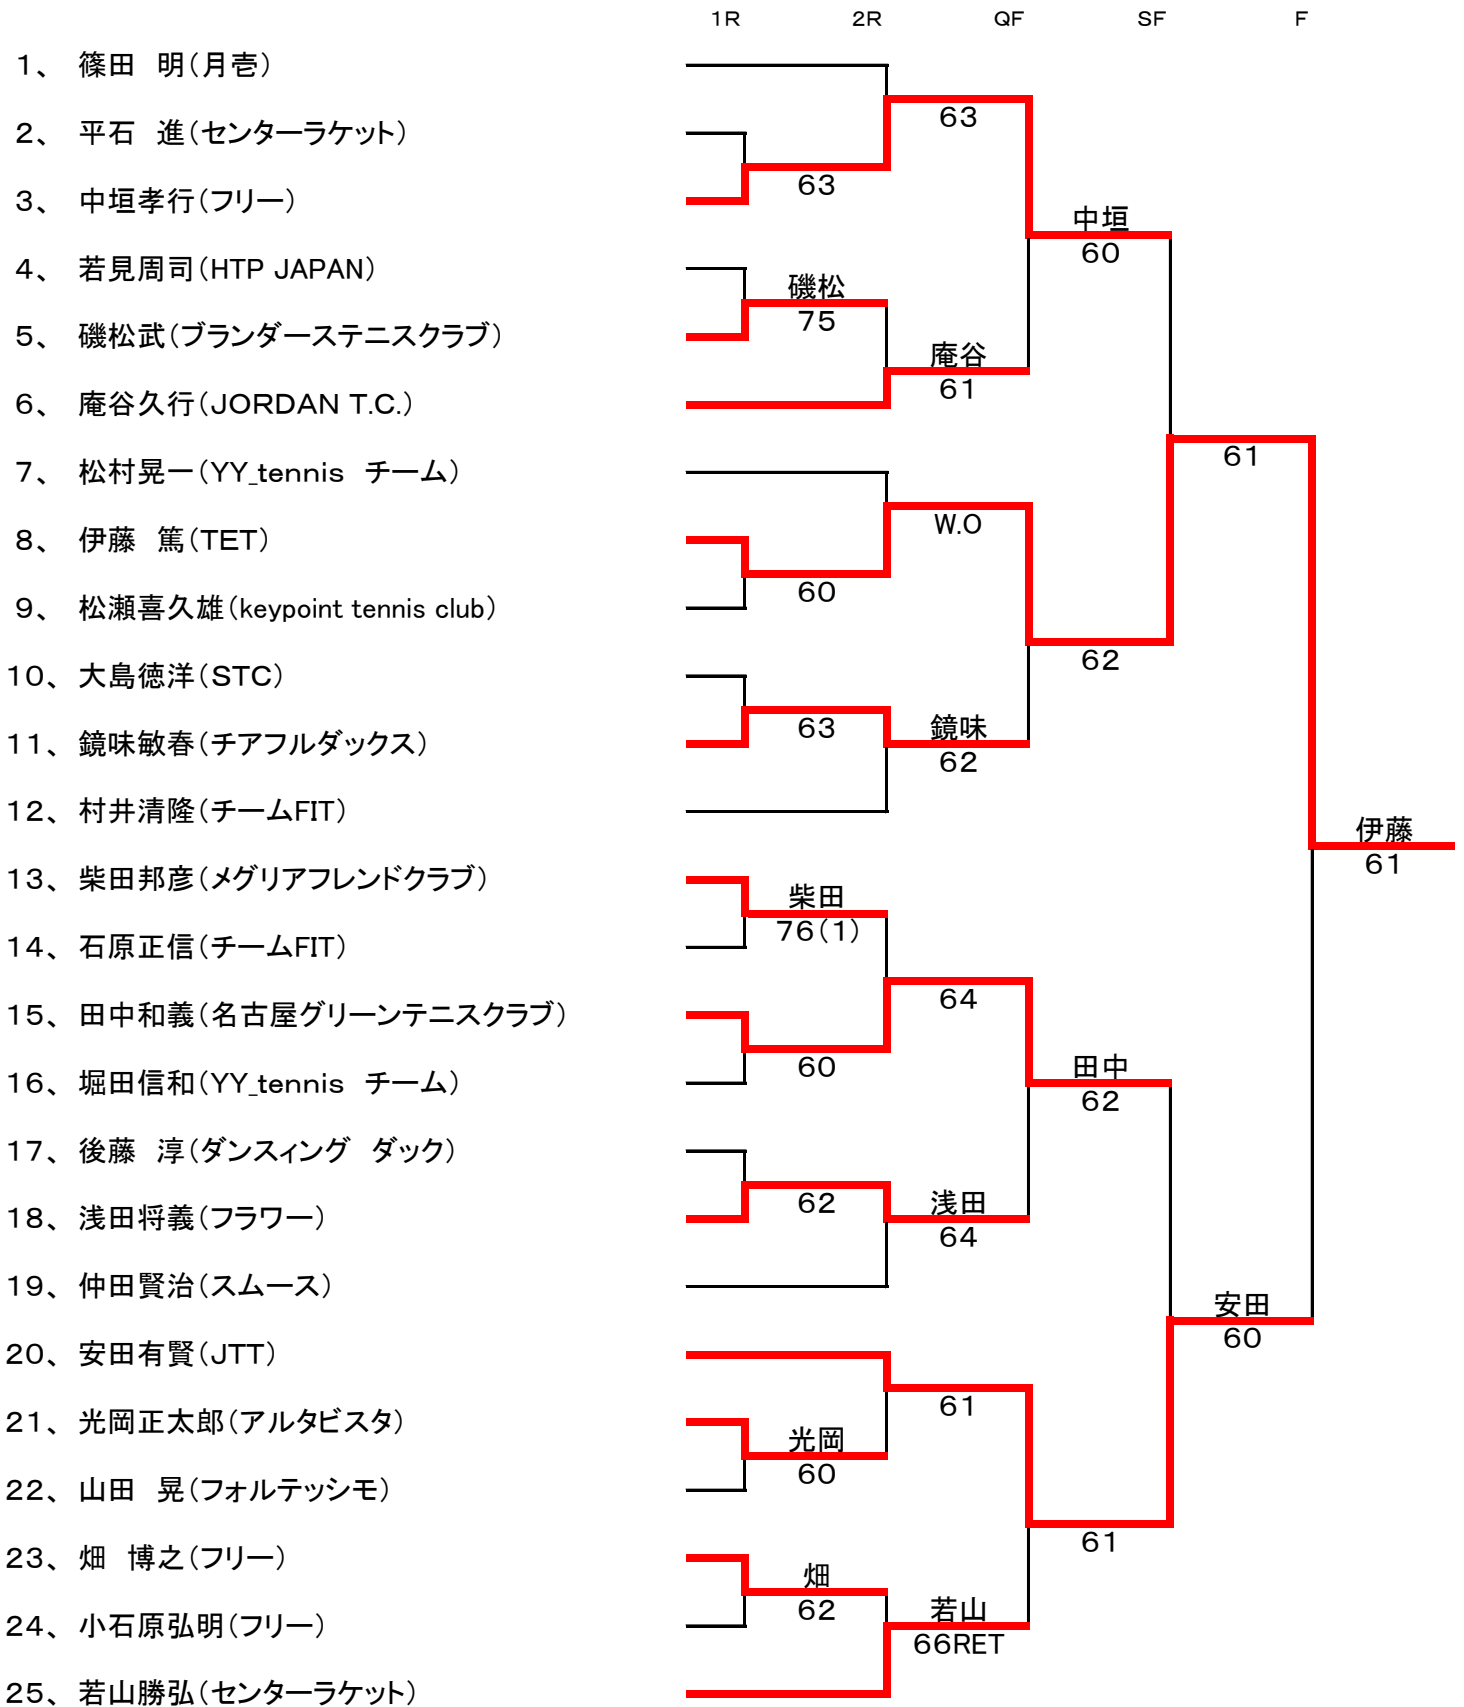 1R 2R QF SF F
1、 篠田　明(月壱)
63
2、 平石　進(センターラケット)
63
3、 中垣孝行(フリー)
中垣
60
4、 若見周司(HTP JAPAN)
磯松
75
5、 磯松武(ブランダーステニスクラブ)
庵谷
61
6、 庵谷久行(JORDAN T.C.)
61
7、 松村晃一(YY_tennis　チーム)
W.O
8、 伊藤　篤(TET)
60
9、 松瀬喜久雄(keypoint tennis club)
62
10、 大島徳洋(STC)
63
11、 鏡味敏春(チアフルダックス)
鏡味
62
12、 村井清隆(チームFIT)
伊藤
61
13、 柴田邦彦(メグリアフレンドクラブ)
柴田
76(1)
14、 石原正信(チームFIT)
64
15、 田中和義(名古屋グリーンテニスクラブ)
60
16、 堀田信和(YY_tennis　チーム)
田中
62
17、 後藤　淳(ダンスィング　ダック)
62
18、 浅田将義(フラワー)
浅田
64
19、 仲田賢治(スムース)
安田
60
20、 安田有賢(JTT)
61
21、 光岡正太郎(アルタビスタ)
光岡
60
22、 山田　晃(フォルテッシモ)
61
23、 畑　博之(フリー)
畑
62
24、 小石原弘明(フリー)
若山
66RET
25、 若山勝弘(センターラケット)